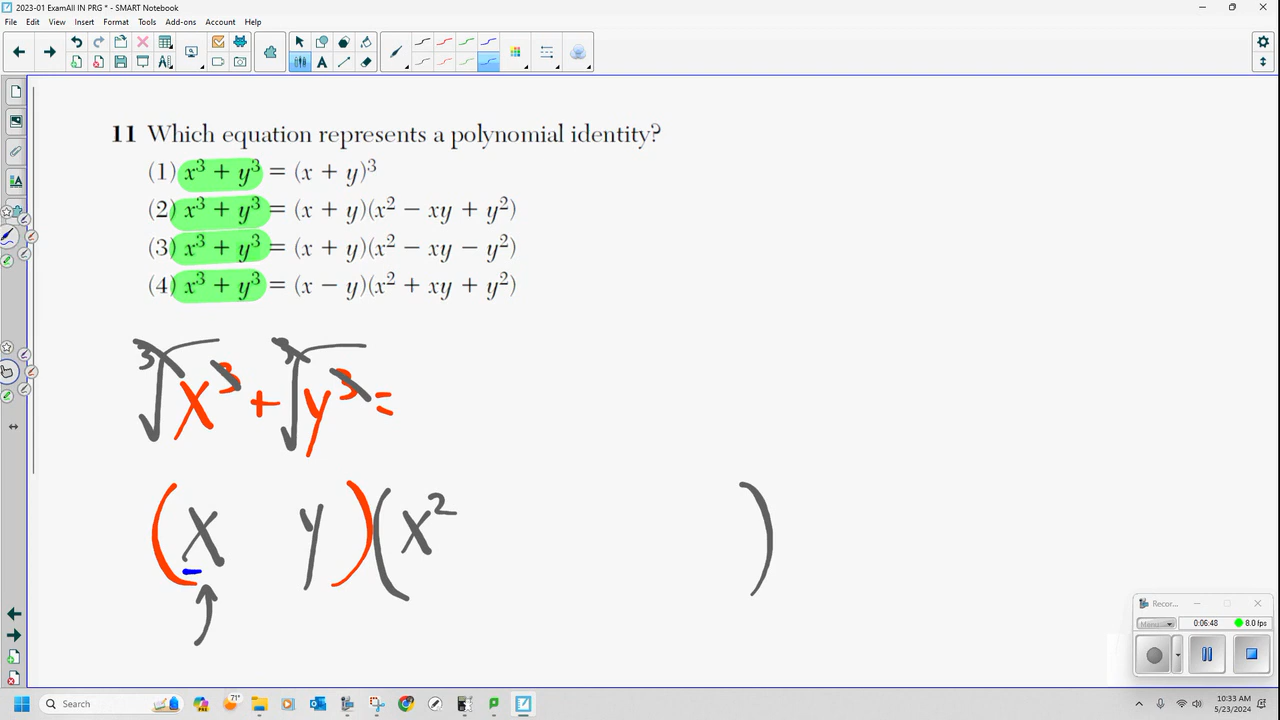 2023-01 ExamAll IN PRG * - SMART Notebook
File Edit View Insert Format Tools Add-ons Account Help
11 Which equation represents a polynomial identity?
(1) x³ + y³ = (x + y)³
(2) x³ + y³ = (x + y)(x² − xy + y²)
(3) x³ + y³ = (x + y)(x² − xy − y²)
(4) x³ + y³ = (x − y)(x² + xy + y²)
∛x³ + ∛y³ =
(x y)(x² )
Recor...
Menu 0:06:48 8.0 fps
Search
71°
10:33 AM
5/23/2024